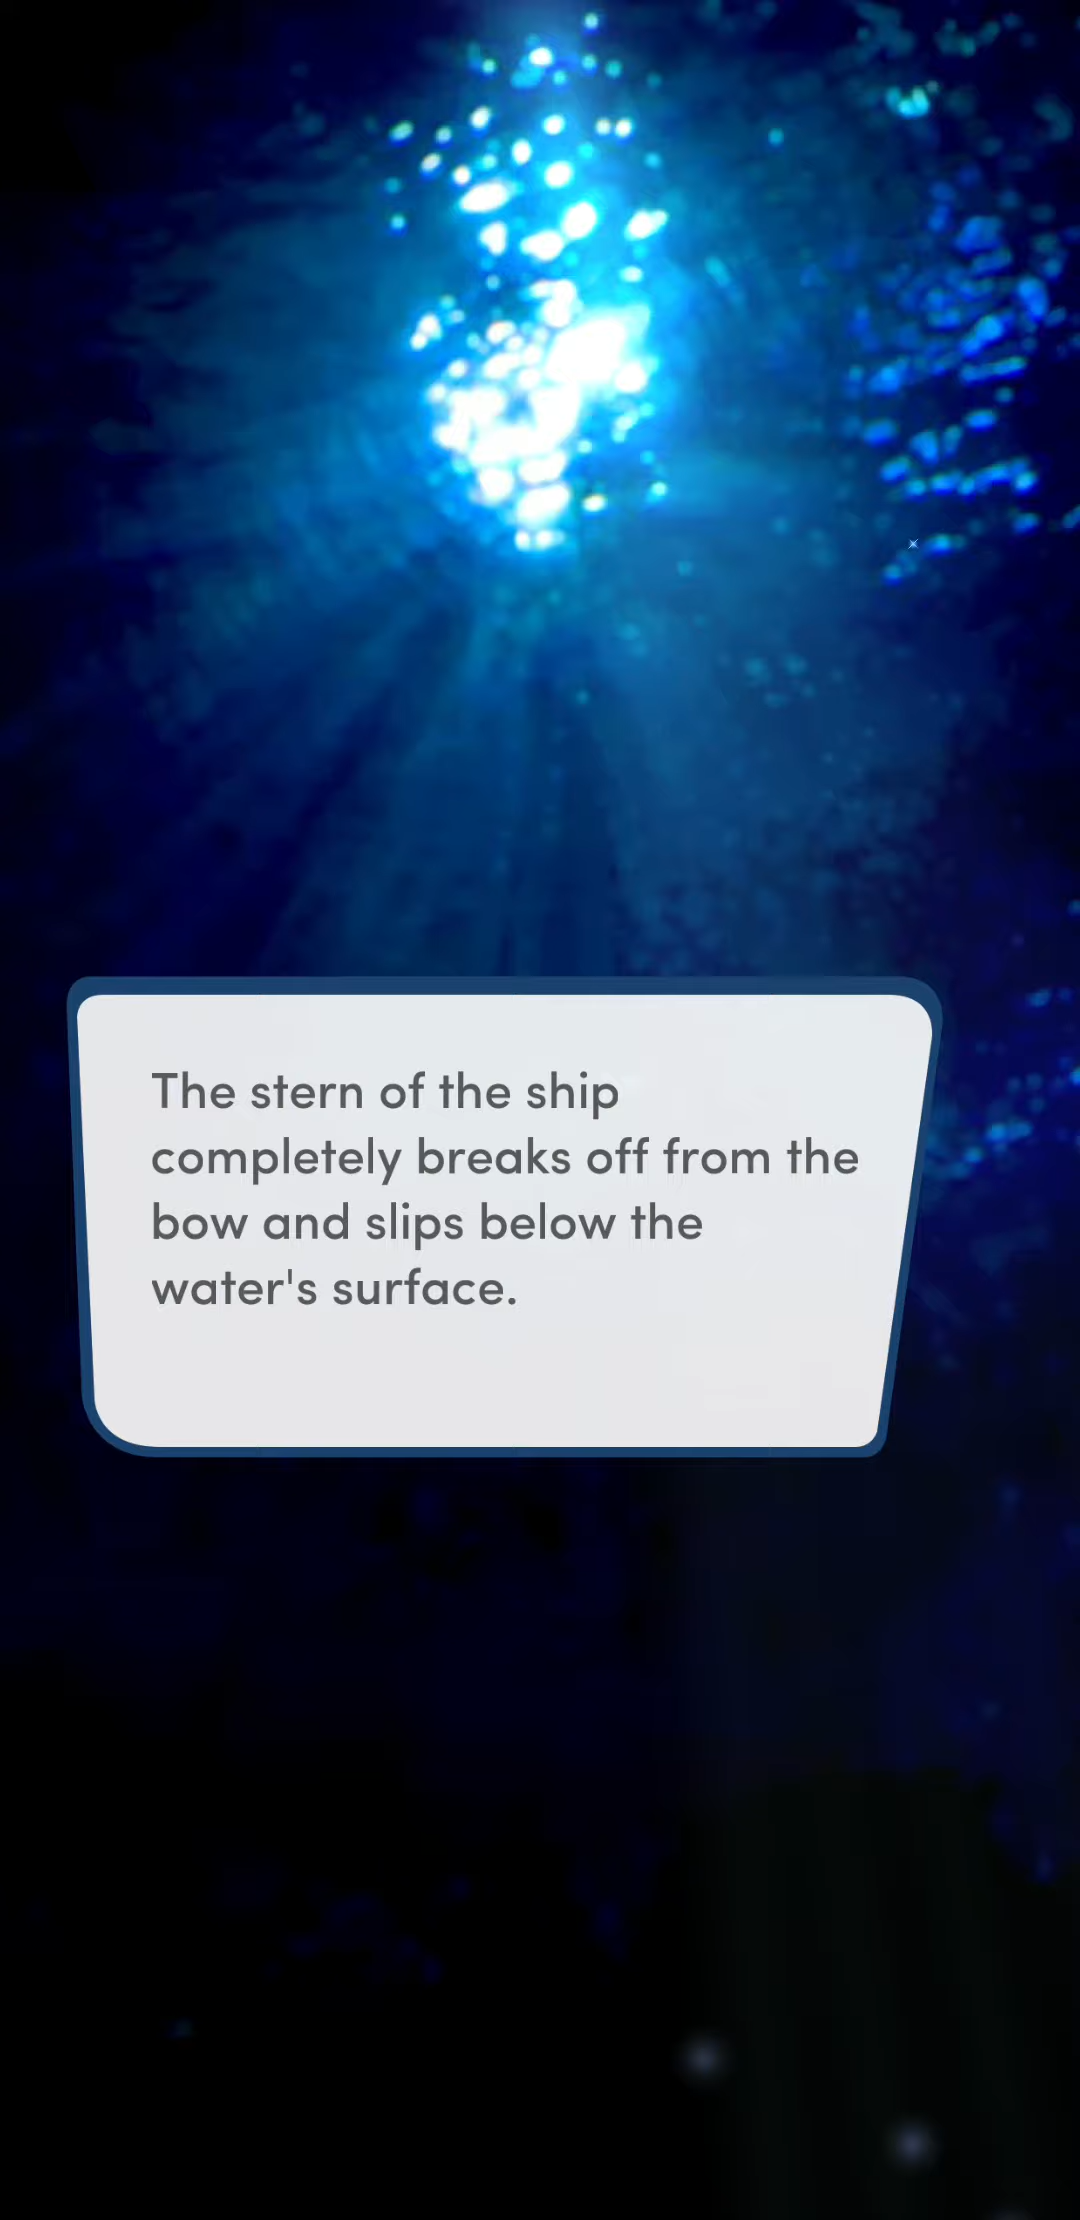 The stern of the ship
completely breaks off from the
bow and slips below the
water's surface.